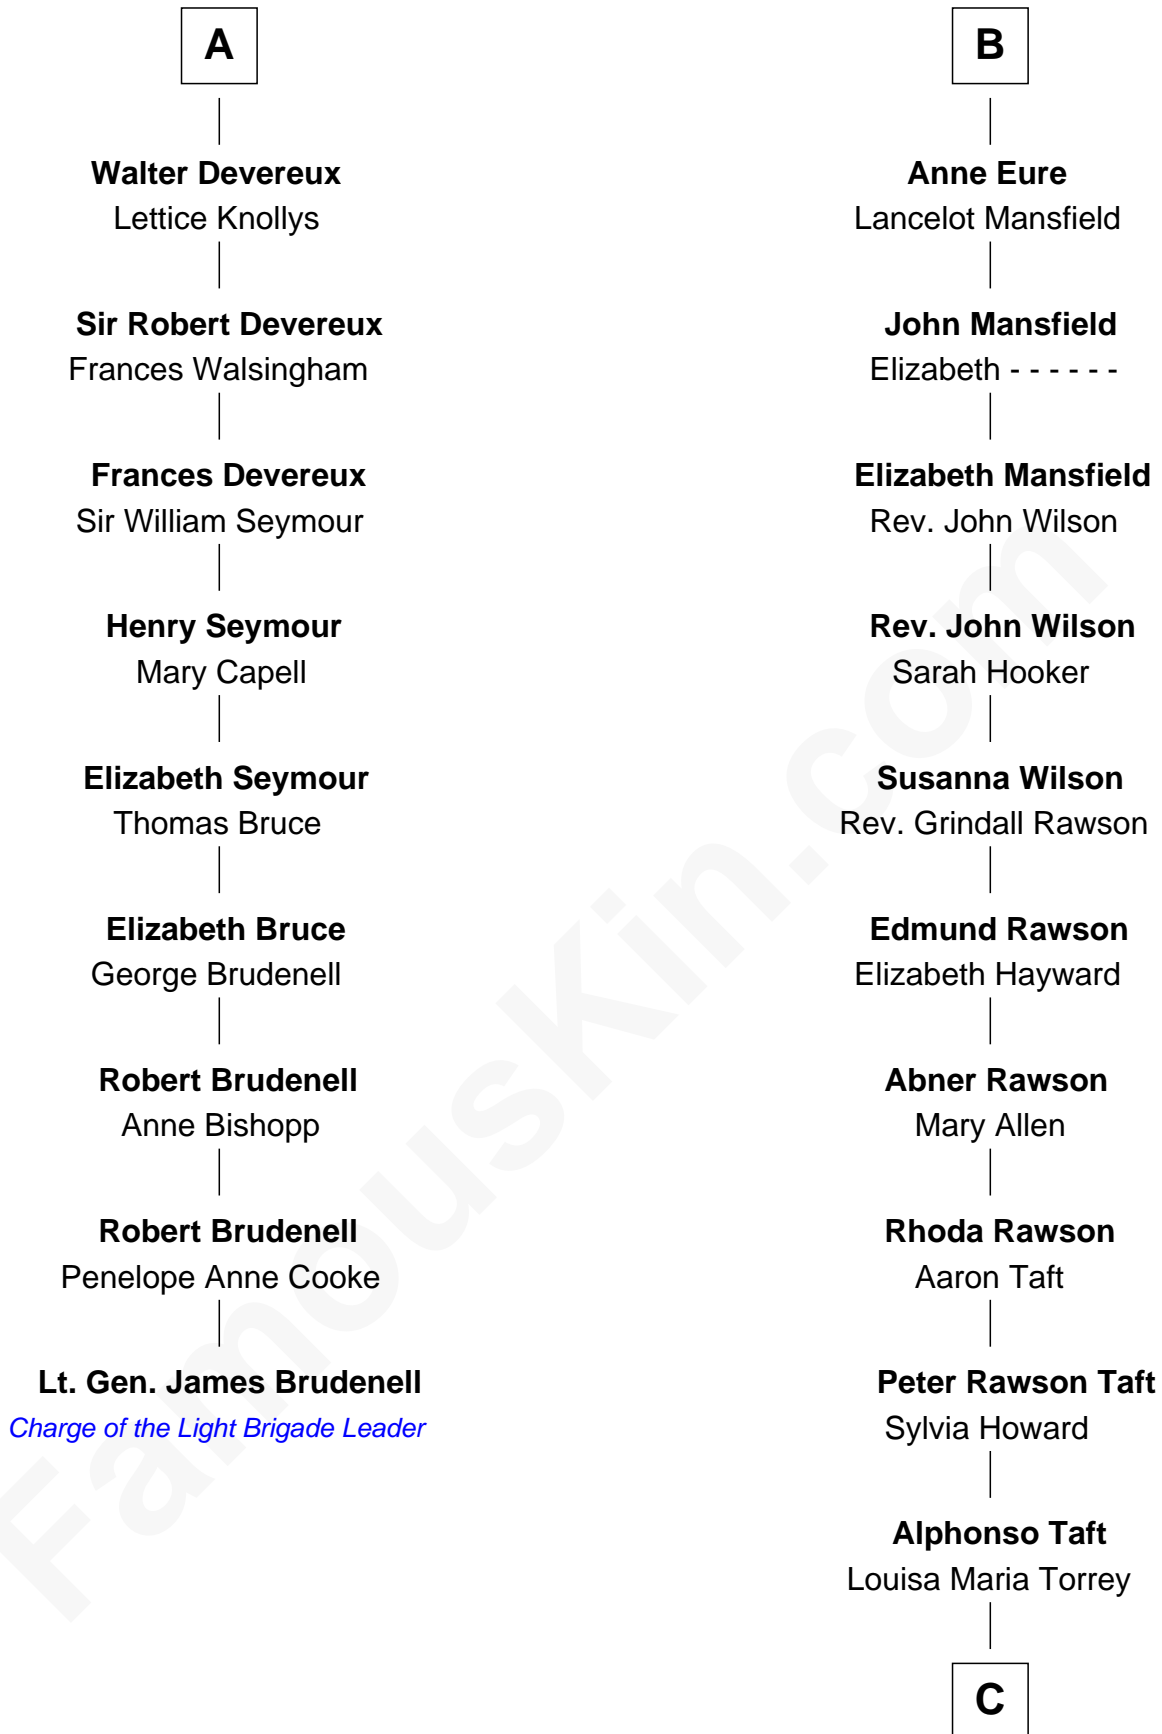 A
Walter Devereux
Lettice Knollys
Sir Robert Devereux
Frances Walsingham
Frances Devereux
Sir William Seymour
Henry Seymour
Mary Capell
Elizabeth Seymour
Thomas Bruce
Elizabeth Bruce
George Brudenell
Robert Brudenell
Anne Bishopp
Robert Brudenell
Penelope Anne Cooke
Lt. Gen. James Brudenell
Charge of the Light Brigade Leader
B
Anne Eure
Lancelot Mansfield
John Mansfield
Elizabeth - - - - - -
Elizabeth Mansfield
Rev. John Wilson
Rev. John Wilson
Sarah Hooker
Susanna Wilson
Rev. Grindall Rawson
Edmund Rawson
Elizabeth Hayward
Abner Rawson
Mary Allen
Rhoda Rawson
Aaron Taft
Peter Rawson Taft
Sylvia Howard
Alphonso Taft
Louisa Maria Torrey
C
FamousKin.com